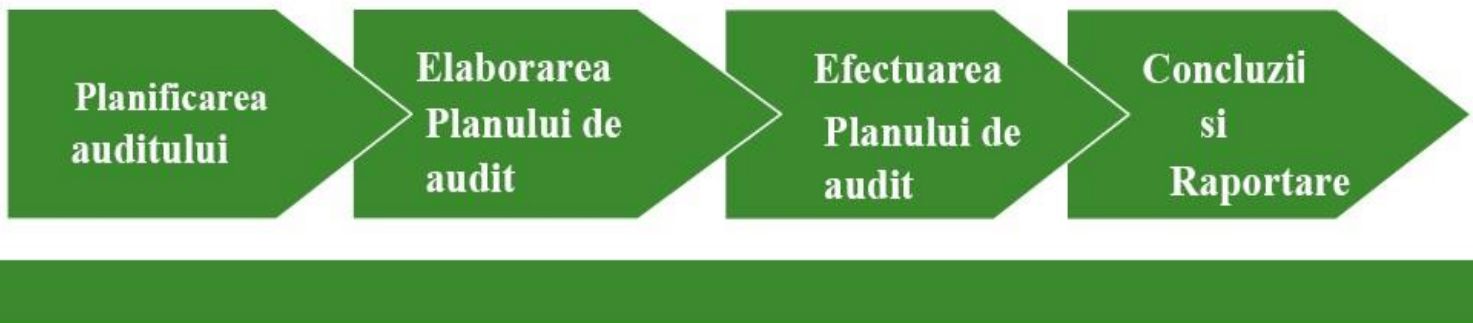 Planificarea
auditului
Elaborarea
Planului de
audit
Efectuarea
Planului de
audit
Concluzii
si
Raportare